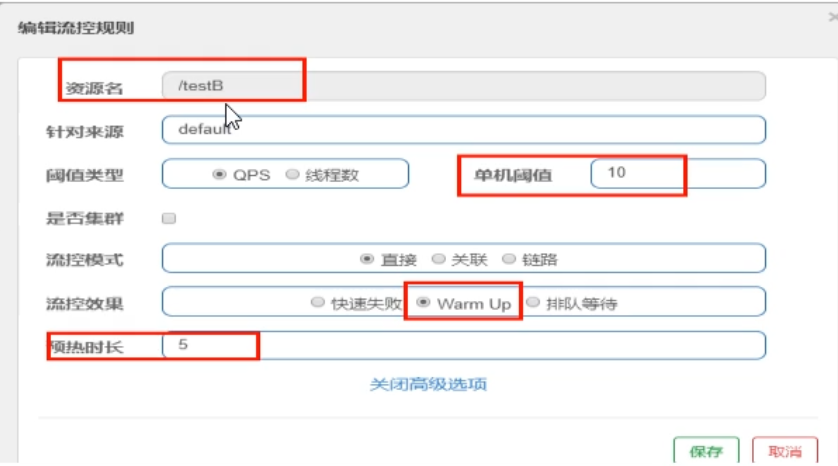 编辑流控规则
资源名 /testB
针对来源 default
阈值类型 QPS 线程数 单机阈值 10
是否集群
流控模式 直接 关联 链路
流控效果 快速失败 Warm Up 排队等待
预热时长 5
关闭高级选项
保存 取消